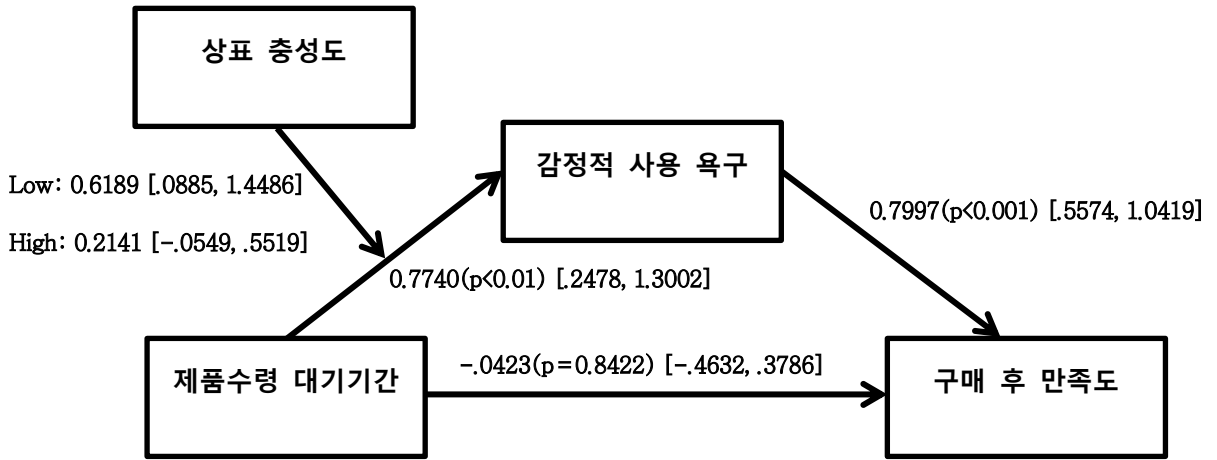 상표 충성도
감정적 사용 욕구
Low: 0.6189 [.0885, 1.4486]
0.7997(p<0.001) [.5574, 1.0419]
High: 0.2141 [-.0549, .5519]
0.7740(p<0.01) [.2478, 1.3002]
-.0423(p=0.8422) [-.4632, .3786]
제품수령 대기기간
구매 후 만족도